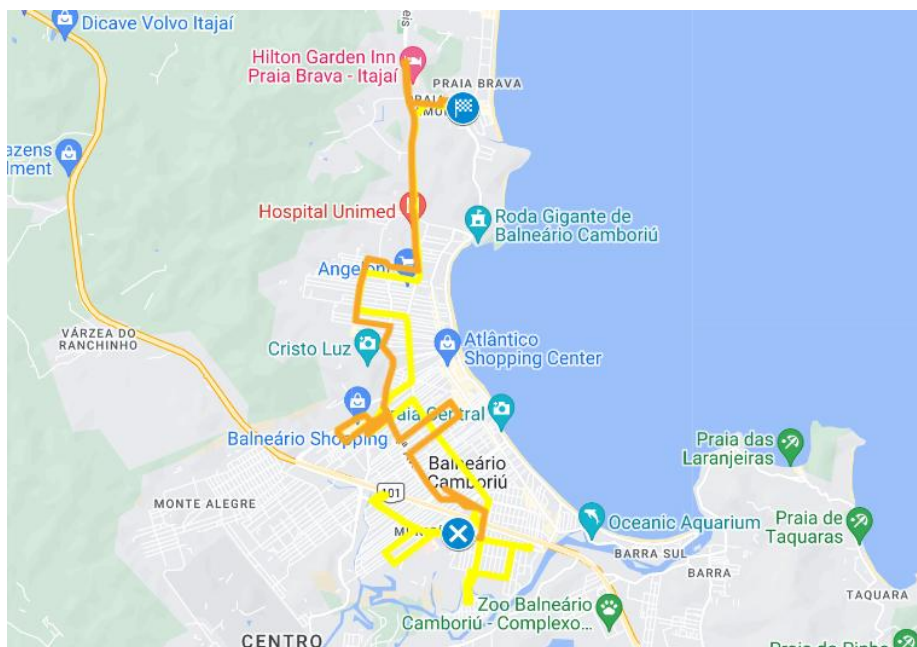 Dicave Volvo Itajaí
Hilton Garden Inn
Praia Brava - Itajaí
PRAIA BRAVA
Hospital Unimed
Roda Gigante de
Balneário Camboriú
Angeloni
VÁRZEA DO
RANCHINHO
Cristo Luz
Atlântico
Shopping Center
Praia Central
Balneário Shopping
Balneário
Camboriú
Praia das
Laranjeiras
101
MONTE ALEGRE
Oceanic Aquarium
Praia de
Taquaras
BARRA SUL
BARRA
TAQUARA
Zoo Balneário
Camboriú - Complexo...
CENTRO